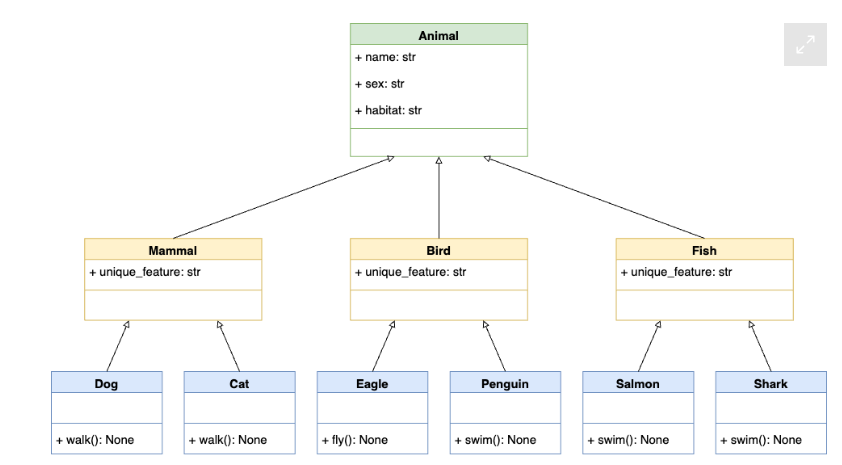 Animal
+ name: str
+ sex: str
+ habitat: str
Mammal
+ unique_feature: str
Bird
+ unique_feature: str
Fish
+ unique_feature: str
Dog
+ walk(): None
Cat
+ walk(): None
Eagle
+ fly(): None
Penguin
+ swim(): None
Salmon
+ swim(): None
Shark
+ swim(): None